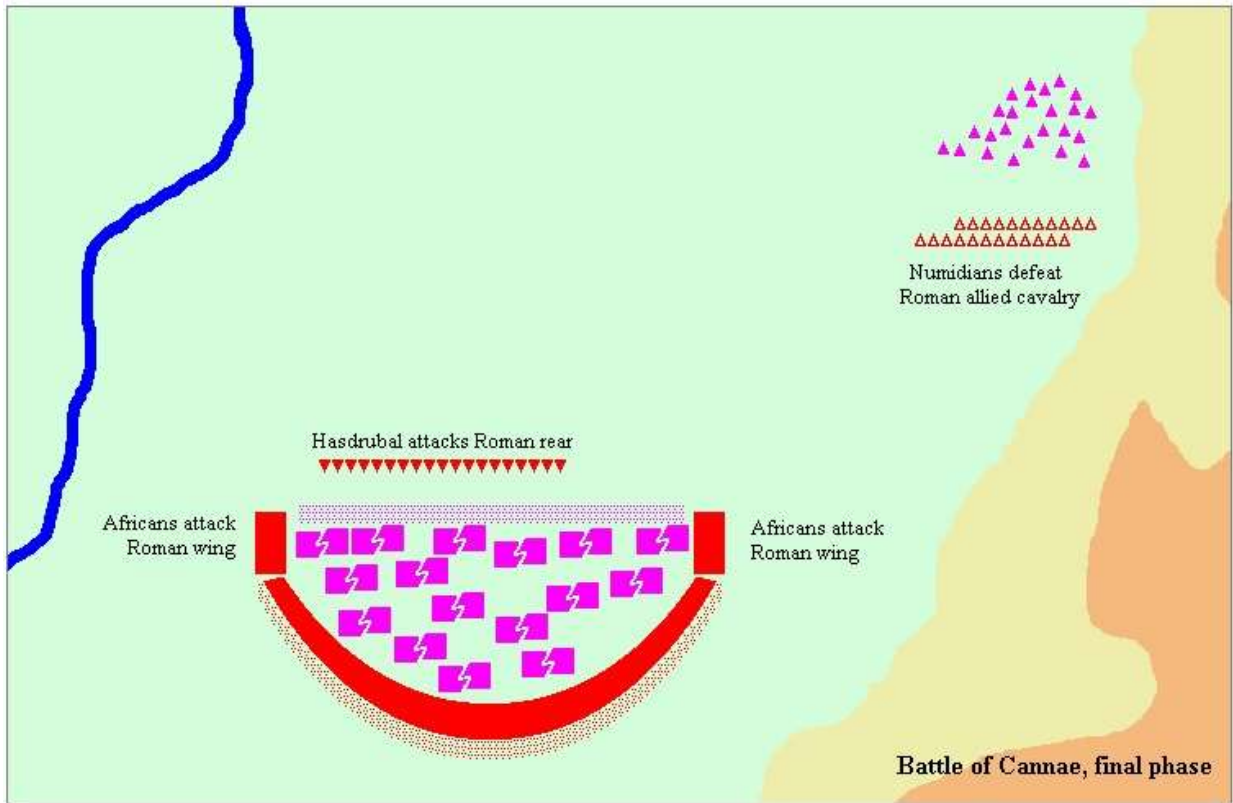 Numidians defeat
Roman allied cavalry
Hasdrubal attacks Roman rear
Africans attack
Roman wing
Africans attack
Roman wing
Battle of Cannae, final phase